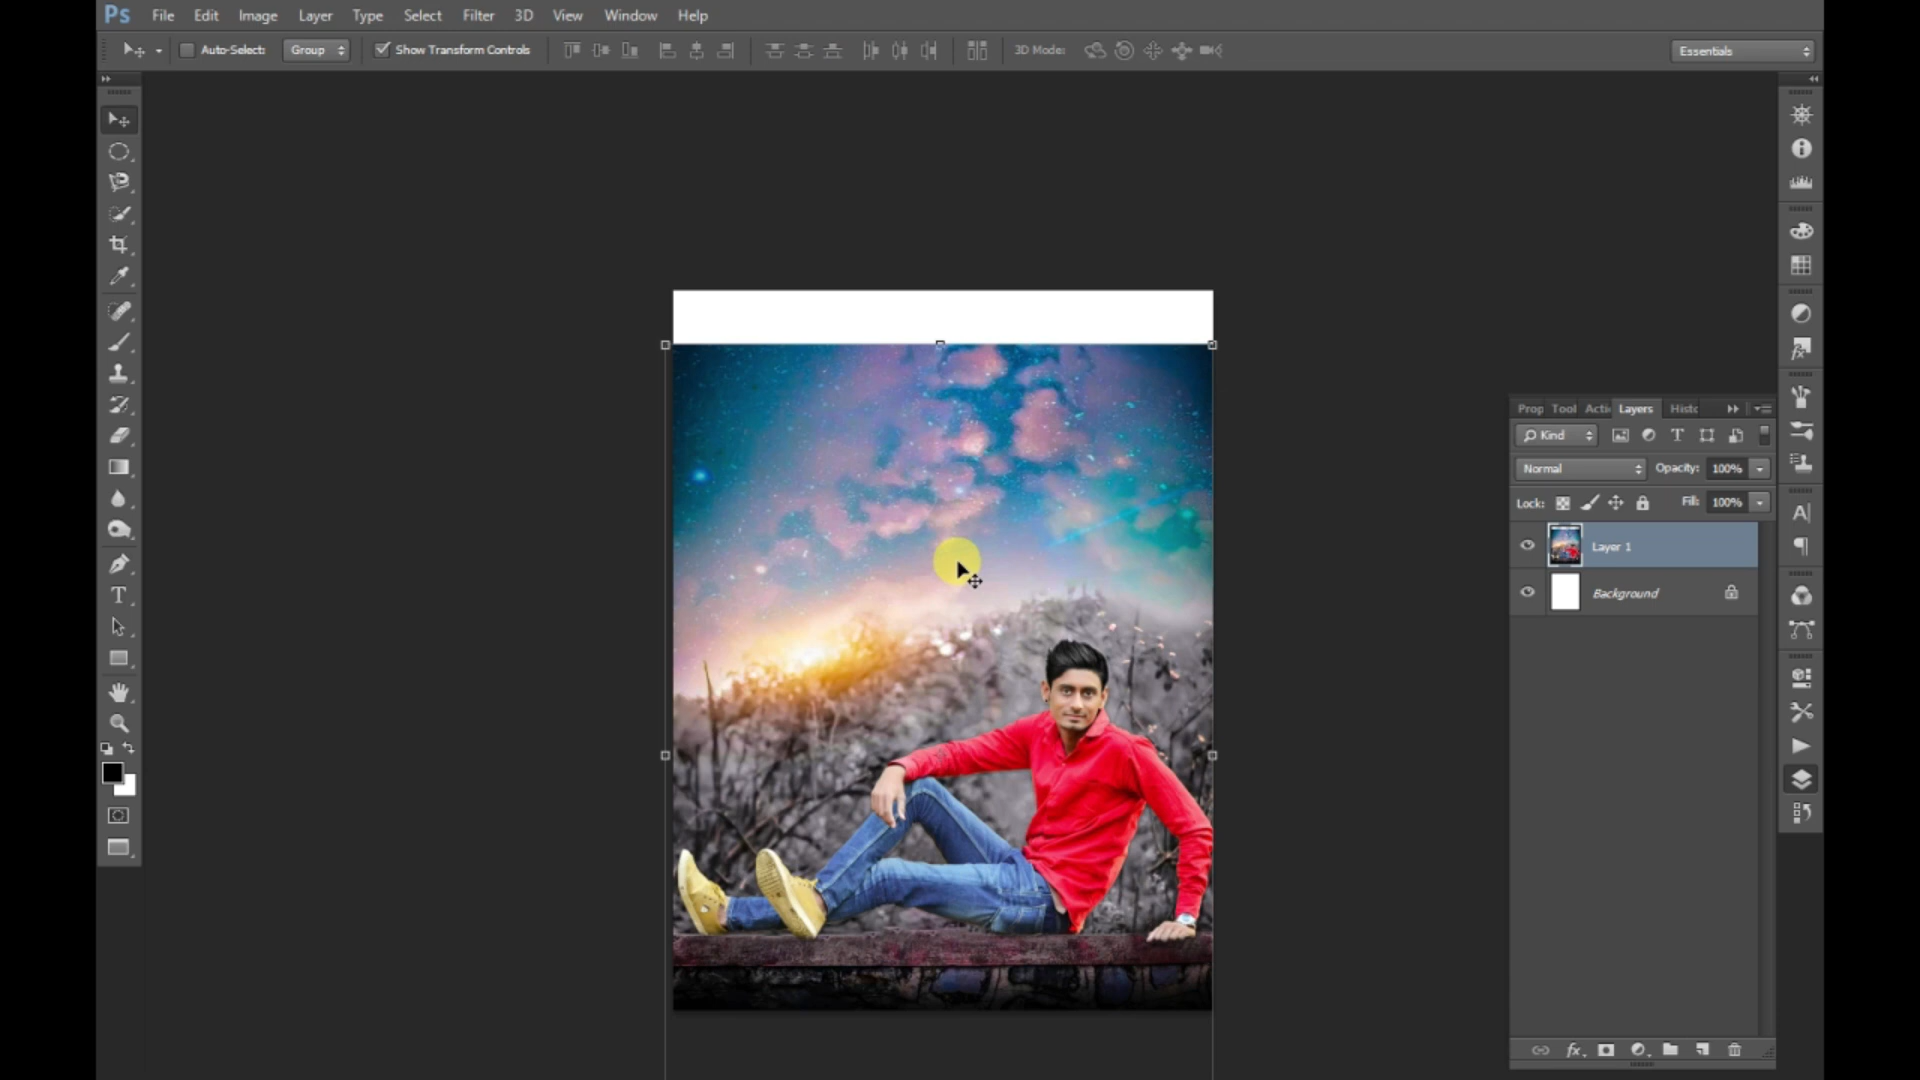 Ps File Edit Image Layer Type Select Filter 3D View Window Help
Auto-Select: Group Show Transform Controls 3D Mode: Essentials
Prop Tool Acti Layers Histo
Kind
Normal Opacity: 100%
Lock: Fill: 100%
Layer 1
Background